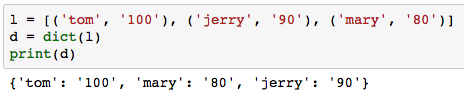 l = [('tom', '100'), ('jerry', '90'), ('mary', '80')]
d = dict(l)
print(d)
{'tom': '100', 'mary': '80', 'jerry': '90'}